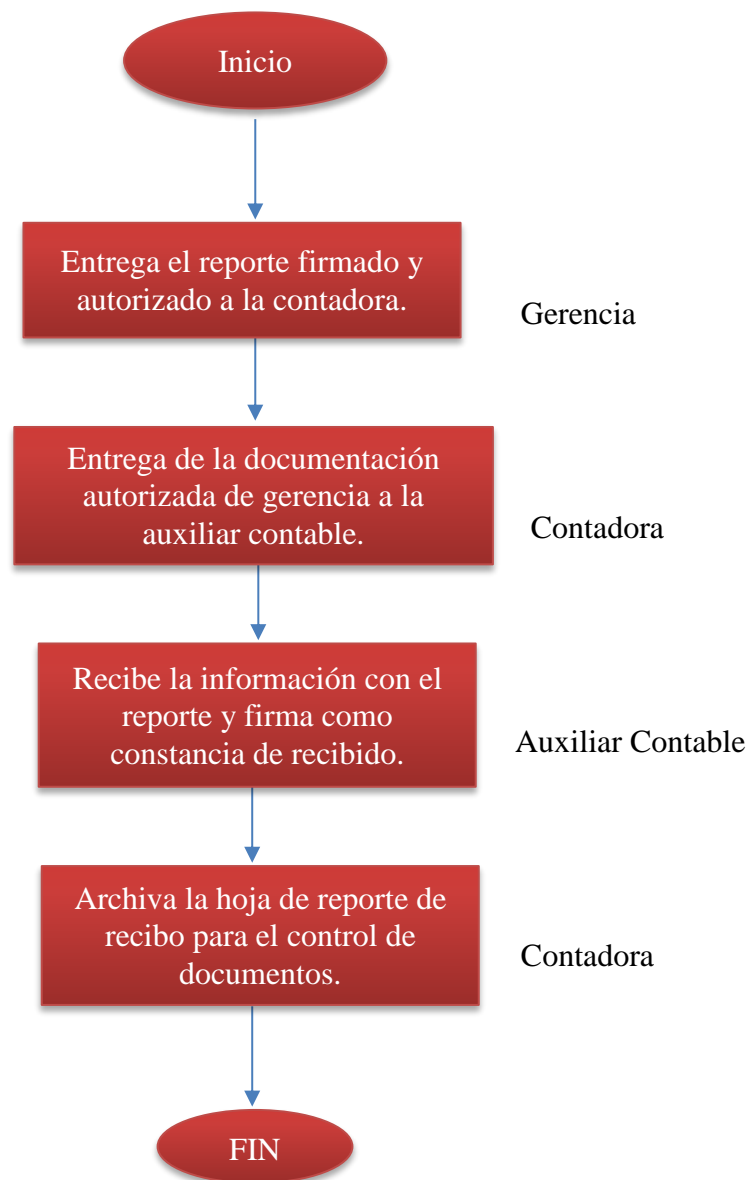 Inicio
Entrega el reporte firmado y
autorizado a la contadora.
Gerencia
Entrega de la documentación
autorizada de gerencia a la
auxiliar contable.
Contadora
Recibe la información con el
reporte y firma como
constancia de recibido.
Auxiliar Contable
Archiva la hoja de reporte de
recibo para el control de
documentos.
Contadora
FIN